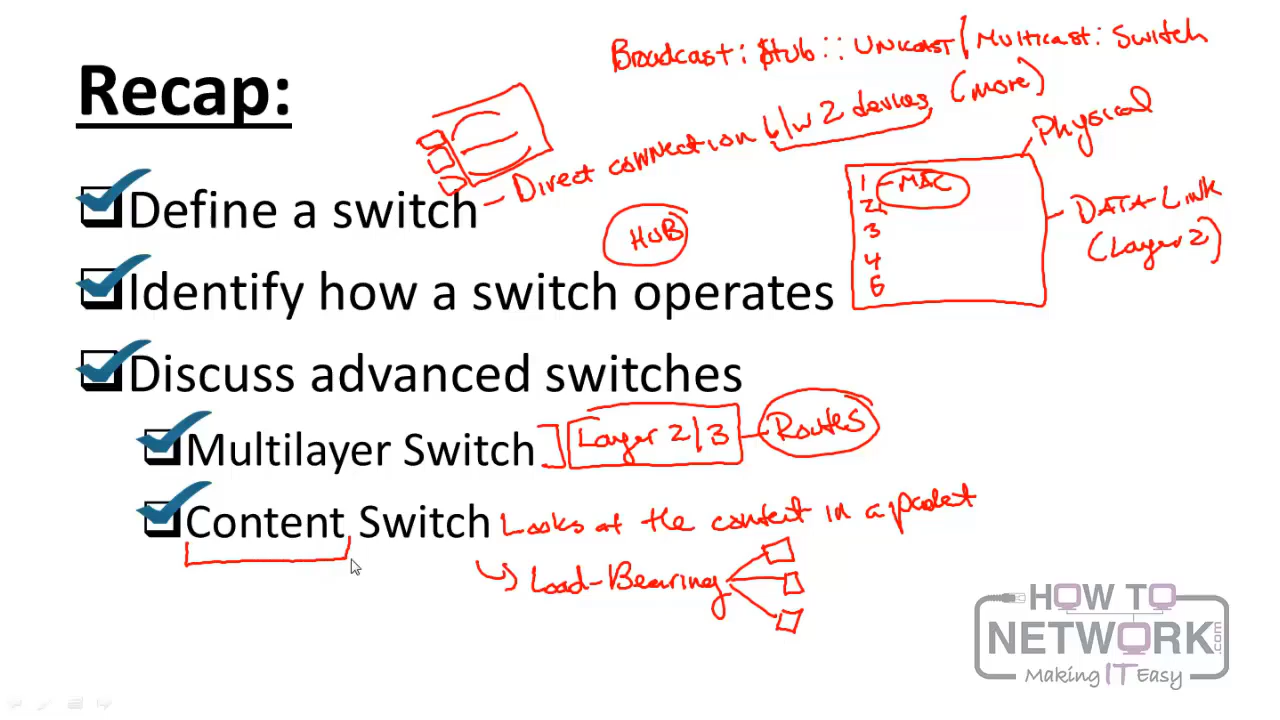 Broadcast: Hub:: Unicast/Multicast: Switch
Recap:
- Direct connection b/w 2 devices (more)
Physical
1 - MAC
2
3
4
5
DATA-Link
(Layer 2)
Define a switch
HUB
Identify how a switch operates
Discuss advanced switches
Multilayer Switch
Layer 2/3 - Routes
Content Switch
Looks at the content in a packet
Load-Bearing
HOW TO
NETWORK.com
Making IT Easy